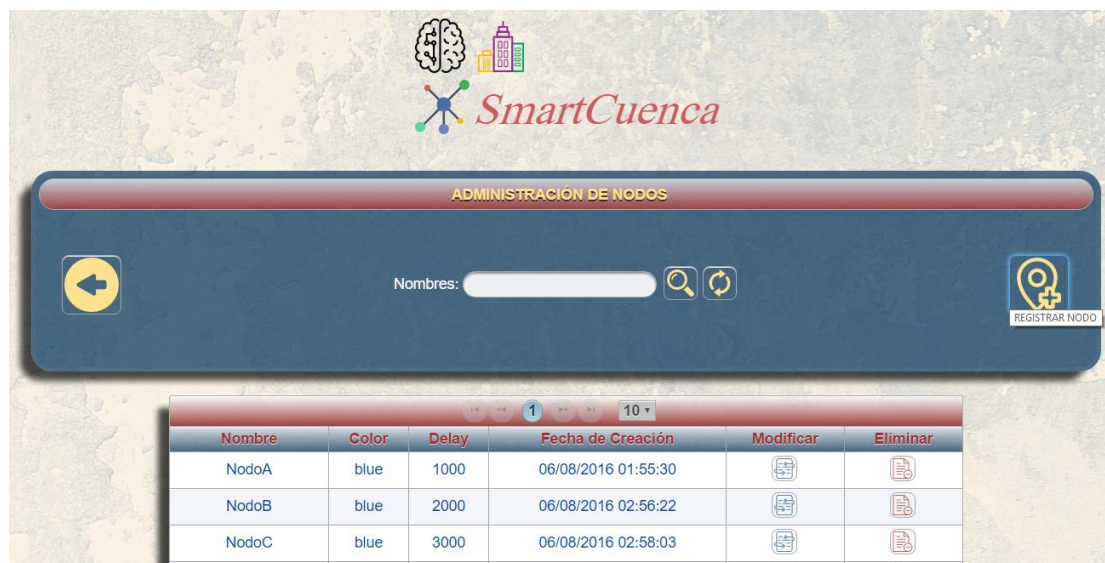 SmartCuenca
ADMINISTRACIÓN DE NODOS
Nombres:
REGISTRAR NODO
1 10
Nombre Color Delay Fecha de Creación Modificar Eliminar
NodoA blue 1000 06/08/2016 01:55:30
NodoB blue 2000 06/08/2016 02:56:22
NodoC blue 3000 06/08/2016 02:58:03